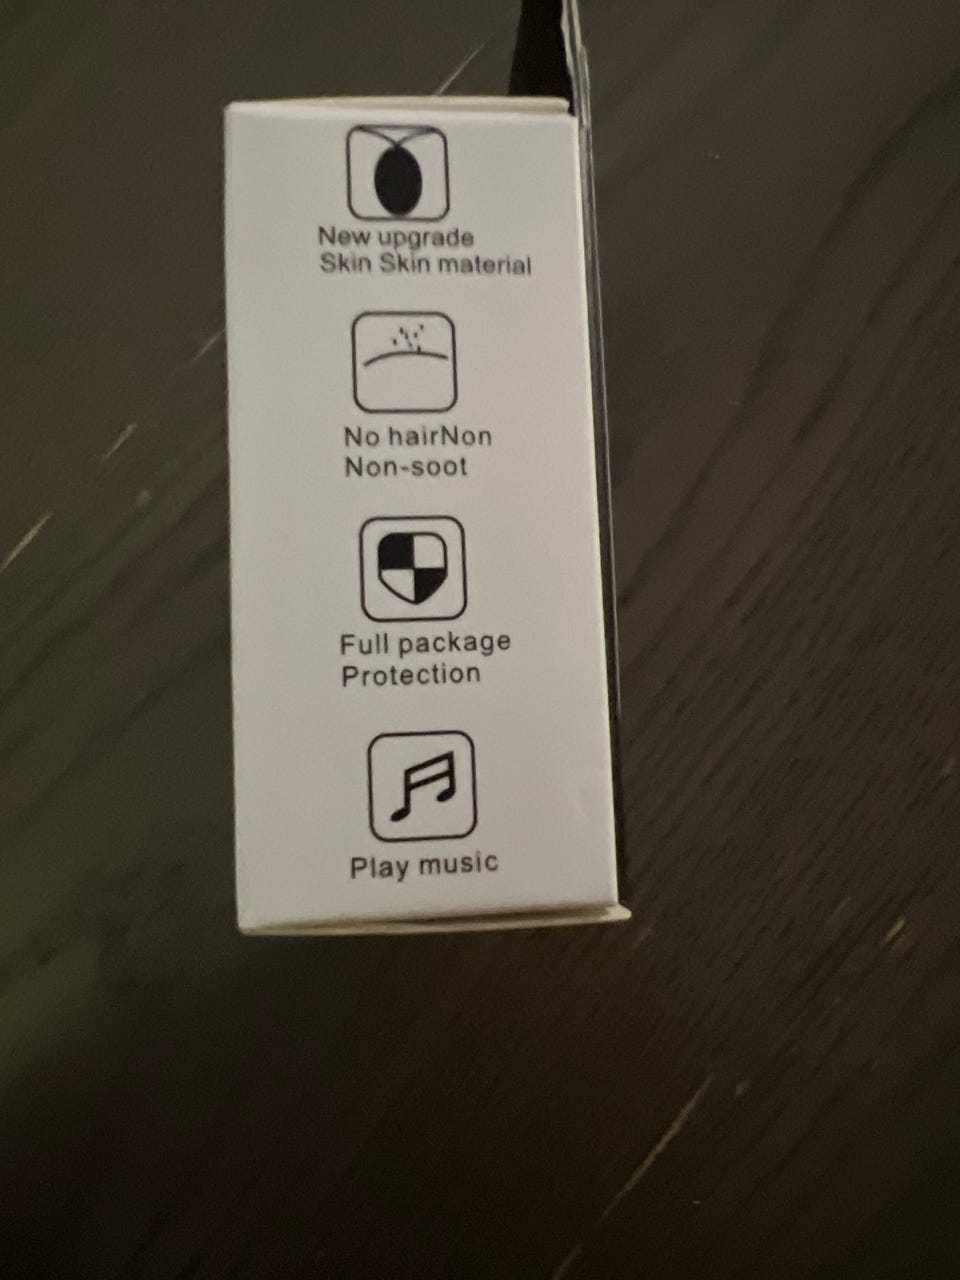 New upgrade
Skin Skin material
No hairNon
Non-soot
Full package
Protection
Play music